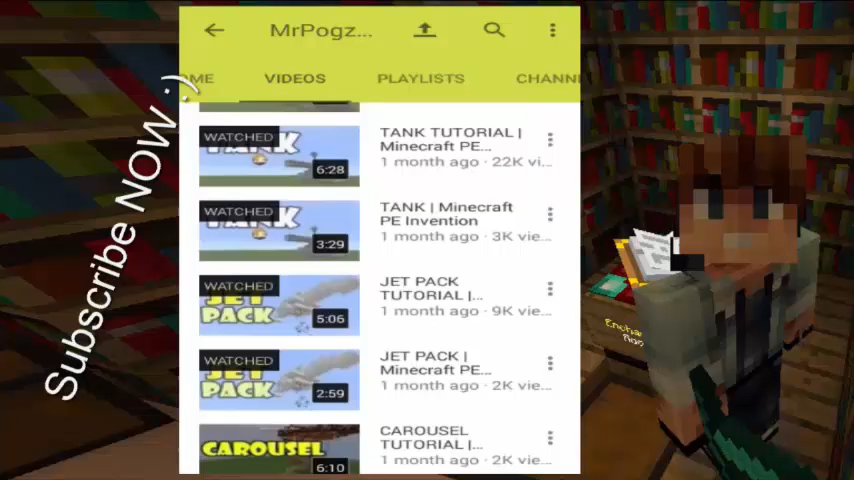 MrPogz...
VIDEOS
PLAYLISTS
Subscribe NOW :)
WATCHED
TANK
6:28
TANK TUTORIAL |
Minecraft PE...
1 month ago · 22K vi...
WATCHED
TANK
3:29
TANK | Minecraft
PE Invention
1 month ago · 3K vie...
WATCHED
JET
PACK
5:06
JET PACK
TUTORIAL |...
1 month ago · 9K vie...
WATCHED
JET
PACK
2:59
JET PACK |
Minecraft PE...
1 month ago · 2K vie...
CAROUSEL
6:10
CAROUSEL
TUTORIAL |...
1 month ago · 2K vie...